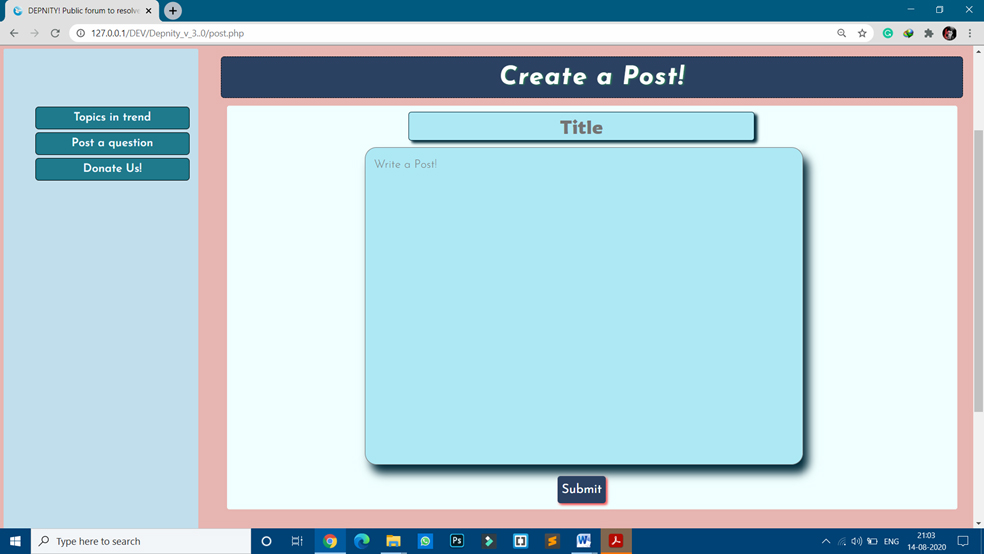 DEPNITY! Public forum to resolve
127.0.0.1/DEV/Depnity_v_3.0/post.php
Create a Post!
Topics in trend
Post a question
Donate Us!
Title
Write a Post!
Submit
Type here to search
Ps
W
ENG
21:03
14-08-2020